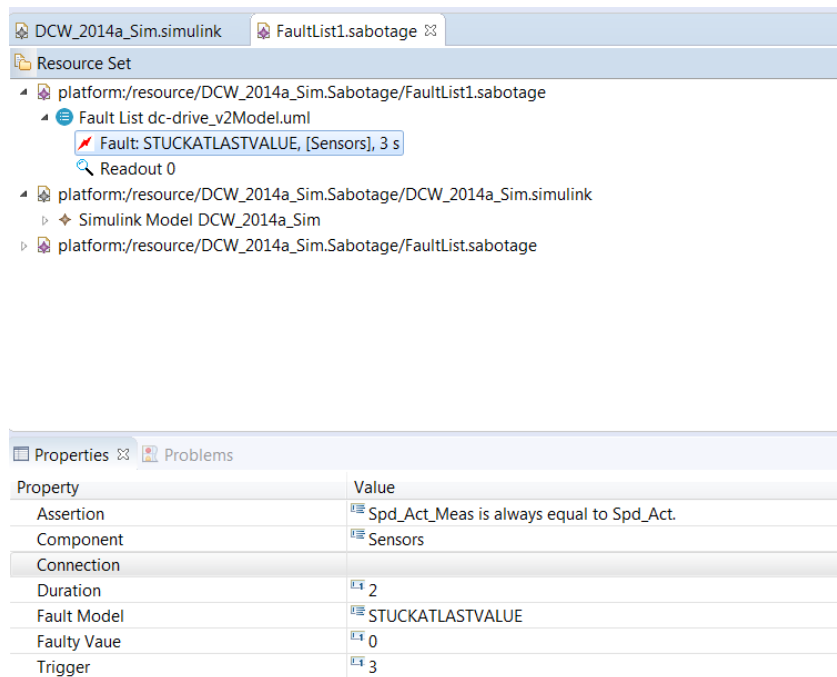 DCW_2014a_Sim.simulink FaultList1.sabotage
Resource Set
platform:/resource/DCW_2014a_Sim.Sabotage/FaultList1.sabotage
Fault List dc-drive_v2Model.uml
Fault: STUCKATLASTVALUE, [Sensors], 3 s
Readout 0
platform:/resource/DCW_2014a_Sim.Sabotage/DCW_2014a_Sim.simulink
Simulink Model DCW_2014a_Sim
platform:/resource/DCW_2014a_Sim.Sabotage/FaultList.sabotage
Properties Problems
Property Value
Assertion Spd_Act_Meas is always equal to Spd_Act.
Component Sensors
Connection
Duration 2
Fault Model STUCKATLASTVALUE
Faulty Vaue 0
Trigger 3